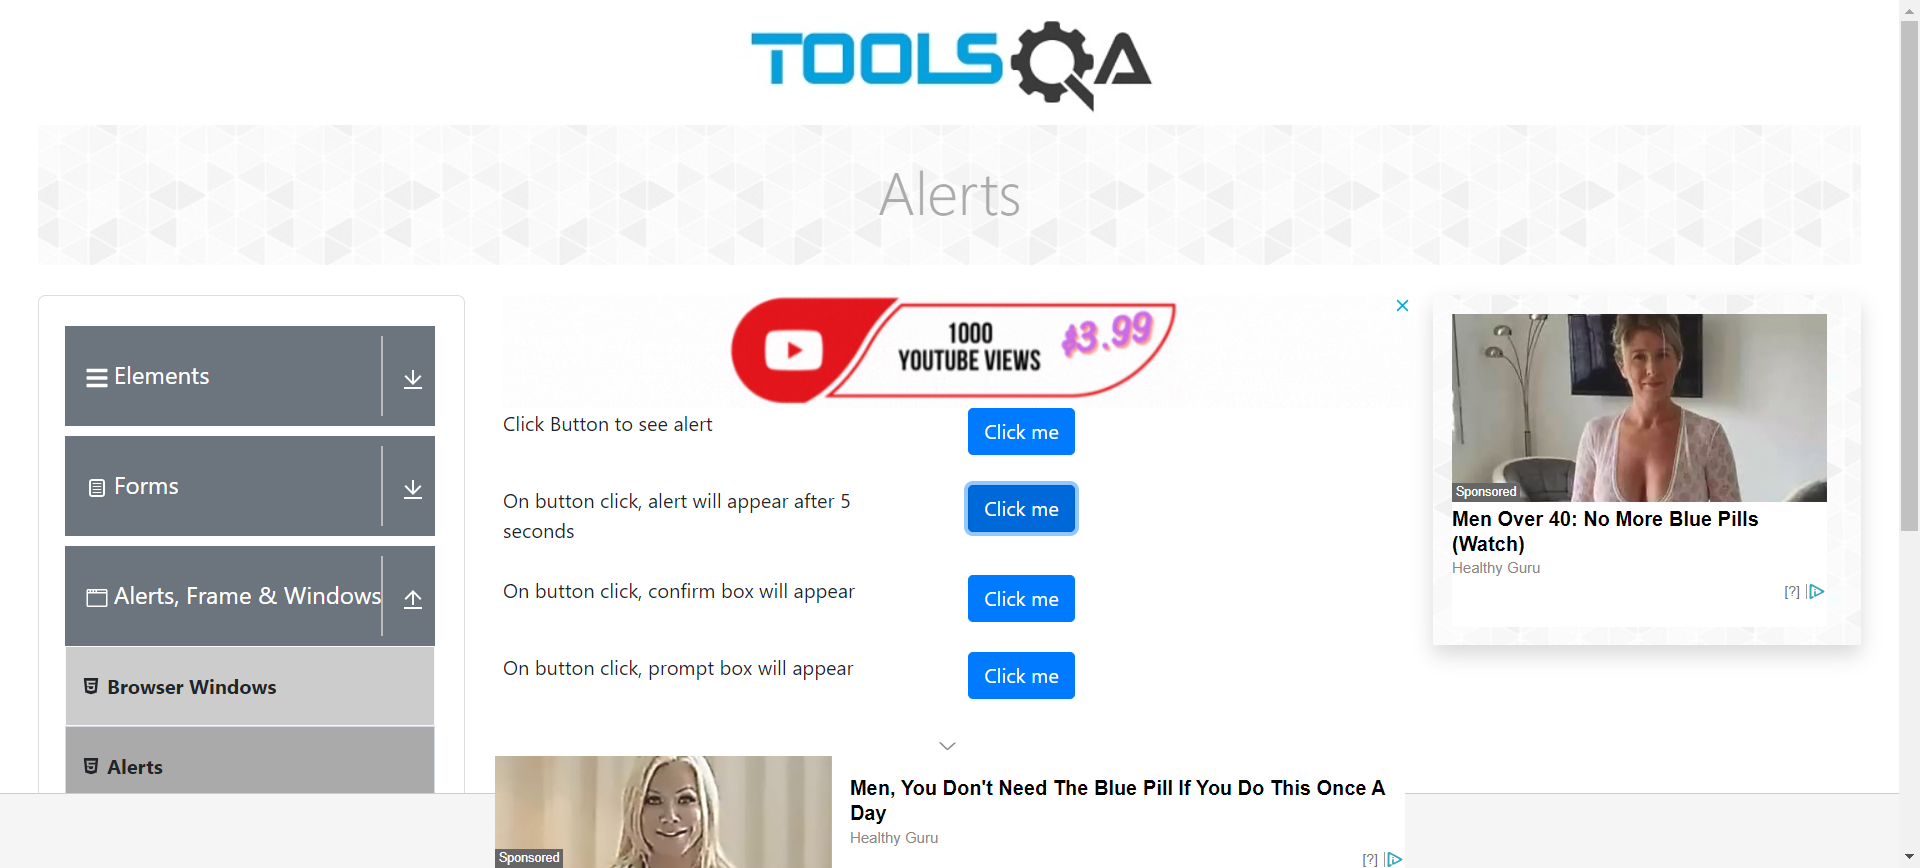 TOOLSQA
Alerts
Elements
Forms
Alerts, Frame & Windows
Browser Windows
Alerts
1000
YOUTUBE VIEWS
$3.99
Click Button to see alert
Click me
On button click, alert will appear after 5
seconds
Click me
On button click, confirm box will appear
Click me
On button click, prompt box will appear
Click me
Sponsored
Men Over 40: No More Blue Pills
(Watch)
Healthy Guru
[?]
Sponsored
Men, You Don't Need The Blue Pill If You Do This Once A
Day
Healthy Guru
[?]